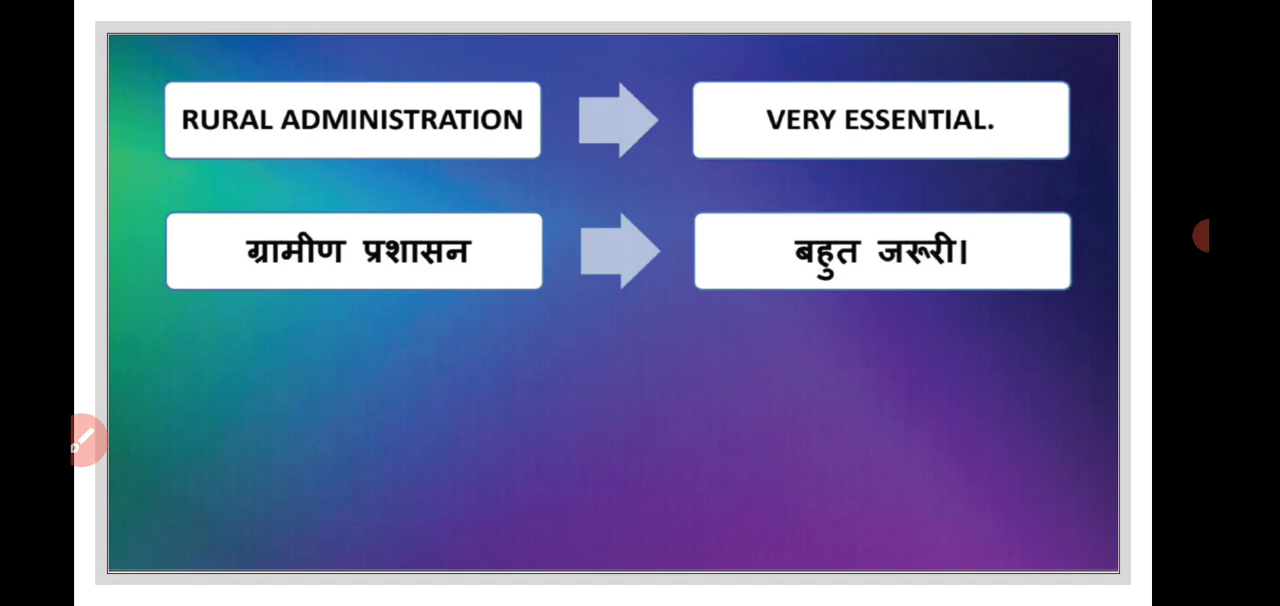 RURAL ADMINISTRATION
VERY ESSENTIAL.
ग्रामीण प्रशासन
बहुत जरूरी।